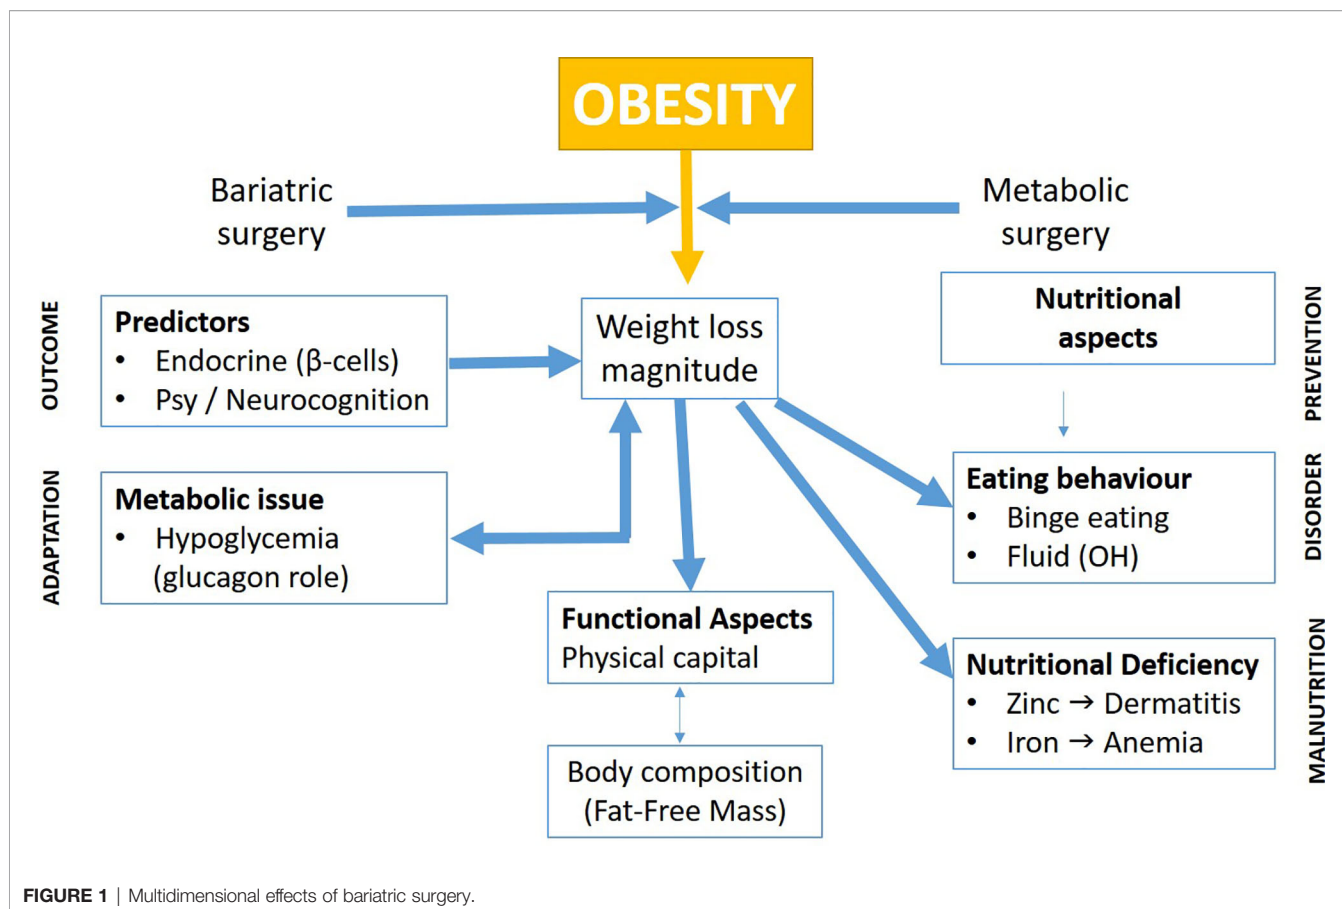 OBESITY
Bariatric
surgery
Metabolic
surgery
OUTCOME
Predictors
• Endocrine (β-cells)
• Psy / Neurocognition
Weight loss
magnitude
Nutritional
aspects
PREVENTION
ADAPTATION
Metabolic issue
• Hypoglycemia
(glucagon role)
Eating behaviour
• Binge eating
• Fluid (OH)
DISORDER
Functional Aspects
Physical capital
Nutritional Deficiency
• Zinc → Dermatitis
• Iron → Anemia
MALNUTRITION
Body composition
(Fat-Free Mass)
FIGURE 1 | Multidimensional effects of bariatric surgery.